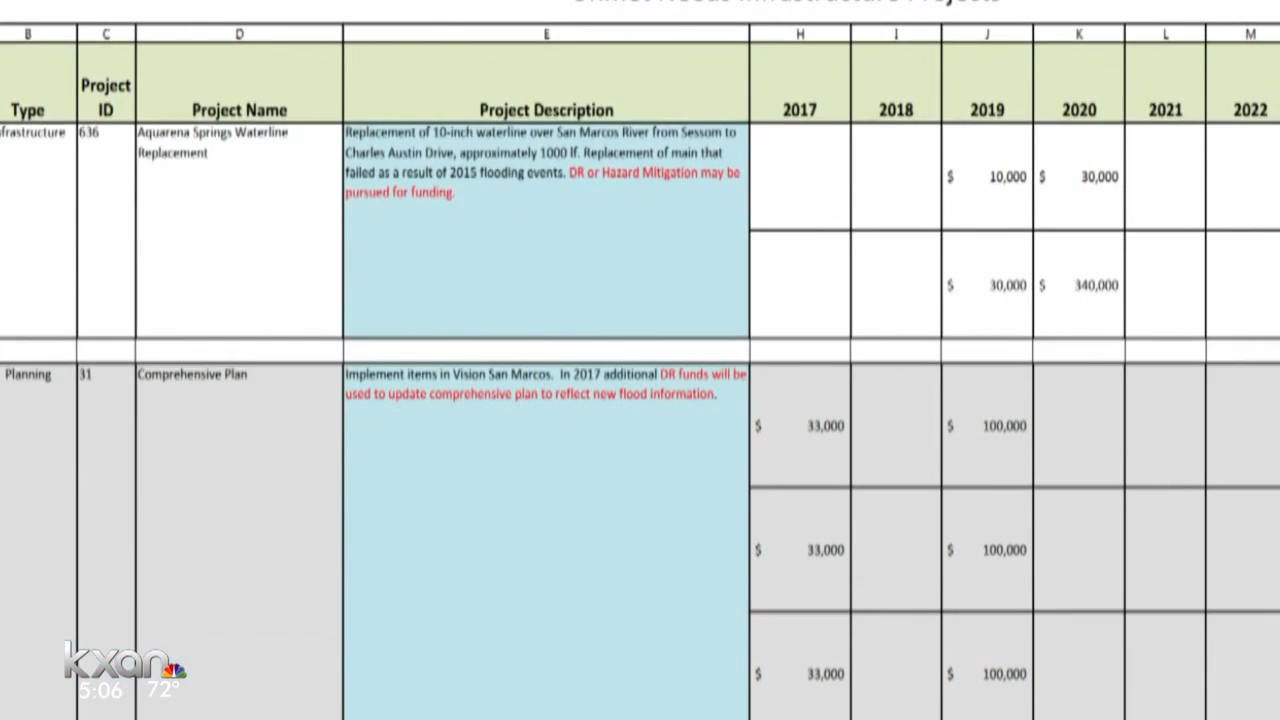 Unmet Needs Infrastructure Projects
B C D E H I J K L M
Project
Type ID Project Name Project Description 2017 2018 2019 2020 2021 2022
frastructure 636 Aquarena Springs Waterline Replacement of 10-inch waterline over San Marcos River from Sessom to
Replacement Charles Austin Drive, approximately 1000 lf. Replacement of main that
failed as a result of 2015 flooding events. DR or Hazard Mitigation may be
$ 10,000 $ 30,000
pursued for funding.
$ 30,000 $ 340,000
Planning 31 Comprehensive Plan Implement items in Vision San Marcos. In 2017 additional DR funds will be
used to update comprehensive plan to reflect new flood information.
$ 33,000 $ 100,000
$ 33,000 $ 100,000
$ 33,000 $ 100,000
kxan
5:06 72°